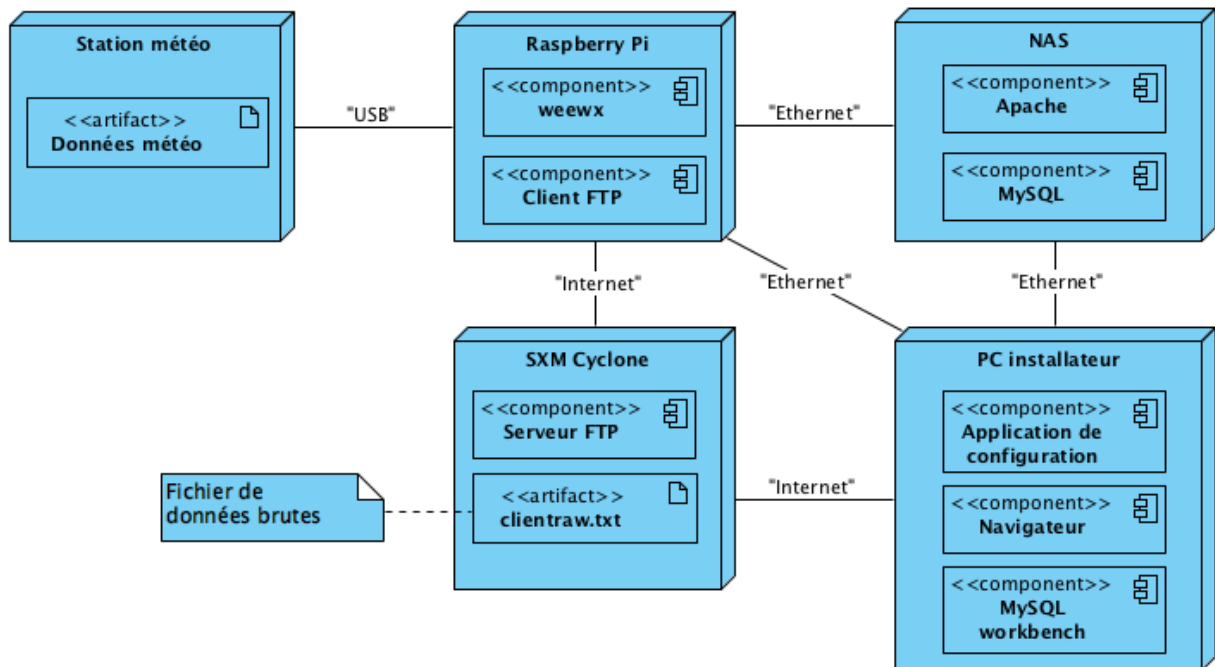 Station météo
<<artifact>>
Données météo
"USB"
Raspberry Pi
<<component>>
weewx
<<component>>
Client FTP
"Ethernet"
NAS
<<component>>
Apache
<<component>>
MySQL
"Internet"
"Ethernet"
"Ethernet"
SXM Cyclone
<<component>>
Serveur FTP
<<artifact>>
clientraw.txt
Fichier de
données brutes
"Internet"
PC installateur
<<component>>
Application de
configuration
<<component>>
Navigateur
<<component>>
MySQL
workbench